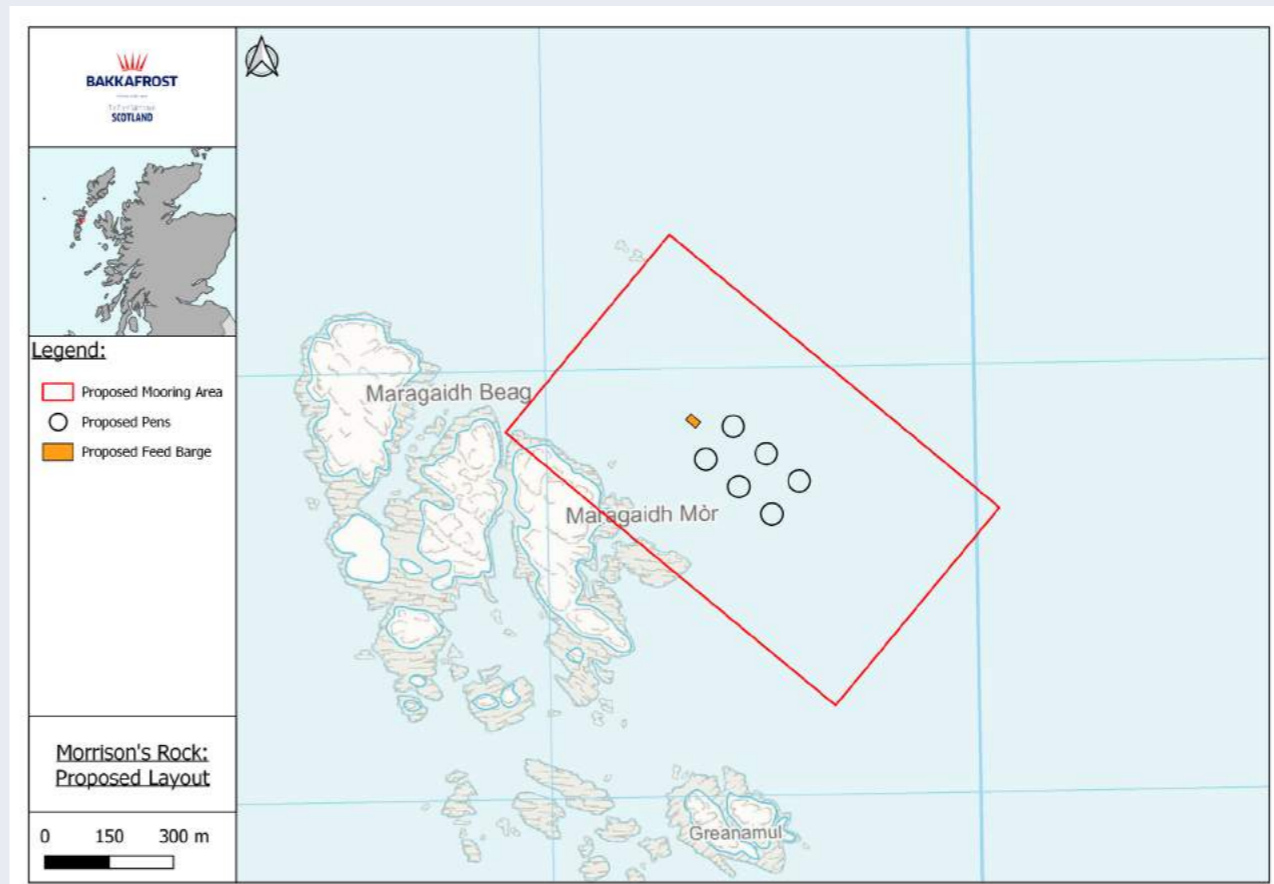 BAKKAFROST
SCOTLAND
Legend:
Proposed Mooring Area
Proposed Pens
Proposed Feed Barge
Morrison's Rock:
Proposed Layout
0 150 300 m
Maragaidh Beag
Maragaidh Mòr
Greanamul